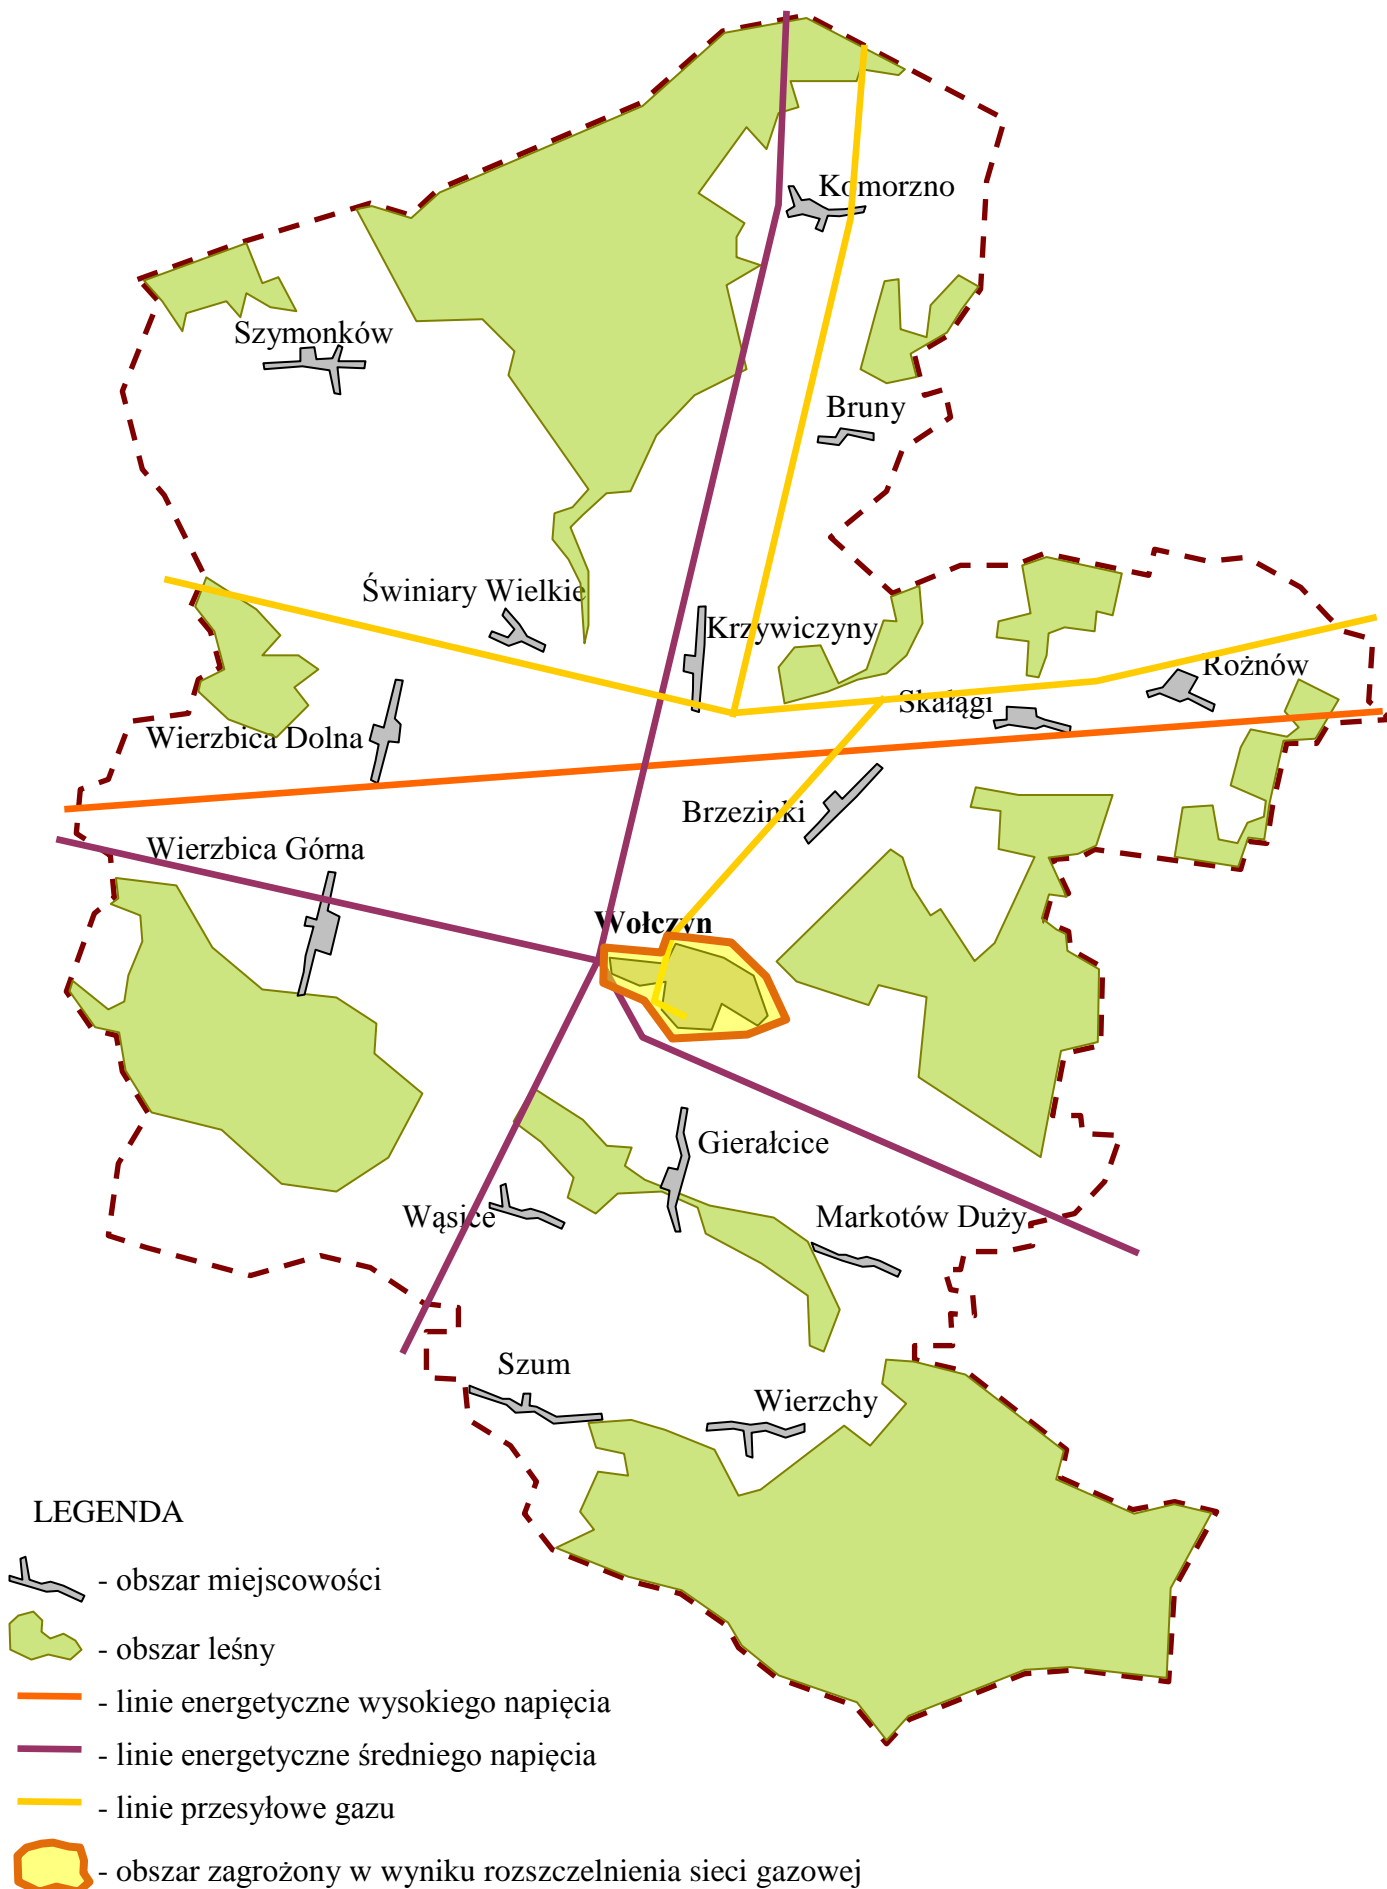 Komorzno
Szymonków
Bruny
Świniary Wielkie
Krzywiczyny
Rożnów
Skałągi
Wierzbica Dolna
Brzezinki
Wierzbica Górna
Wołczyn
Gierałcice
Wąsice
Markotów Duży
Szum
Wierzchy
LEGENDA
- obszar miejscowości
- obszar leśny
- linie energetyczne wysokiego napięcia
- linie energetyczne średniego napięcia
- linie przesyłowe gazu
- obszar zagrożony w wyniku rozszczelnienia sieci gazowej